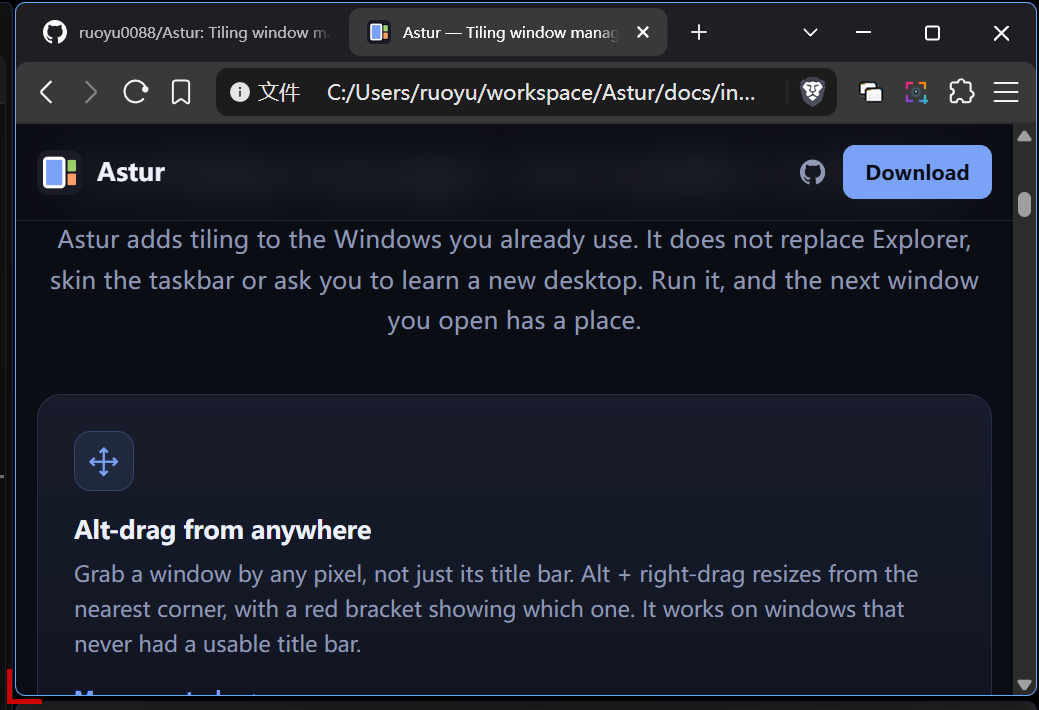 ruoyu0088/Astur: Tiling window m
Astur — Tiling window manag
文件 C:/Users/ruoyu/workspace/Astur/docs/in...
Astur
Download
Astur adds tiling to the Windows you already use. It does not replace Explorer,
skin the taskbar or ask you to learn a new desktop. Run it, and the next window
you open has a place.
Alt-drag from anywhere
Grab a window by any pixel, not just its title bar. Alt + right-drag resizes from the
nearest corner, with a red bracket showing which one. It works on windows that
never had a usable title bar.